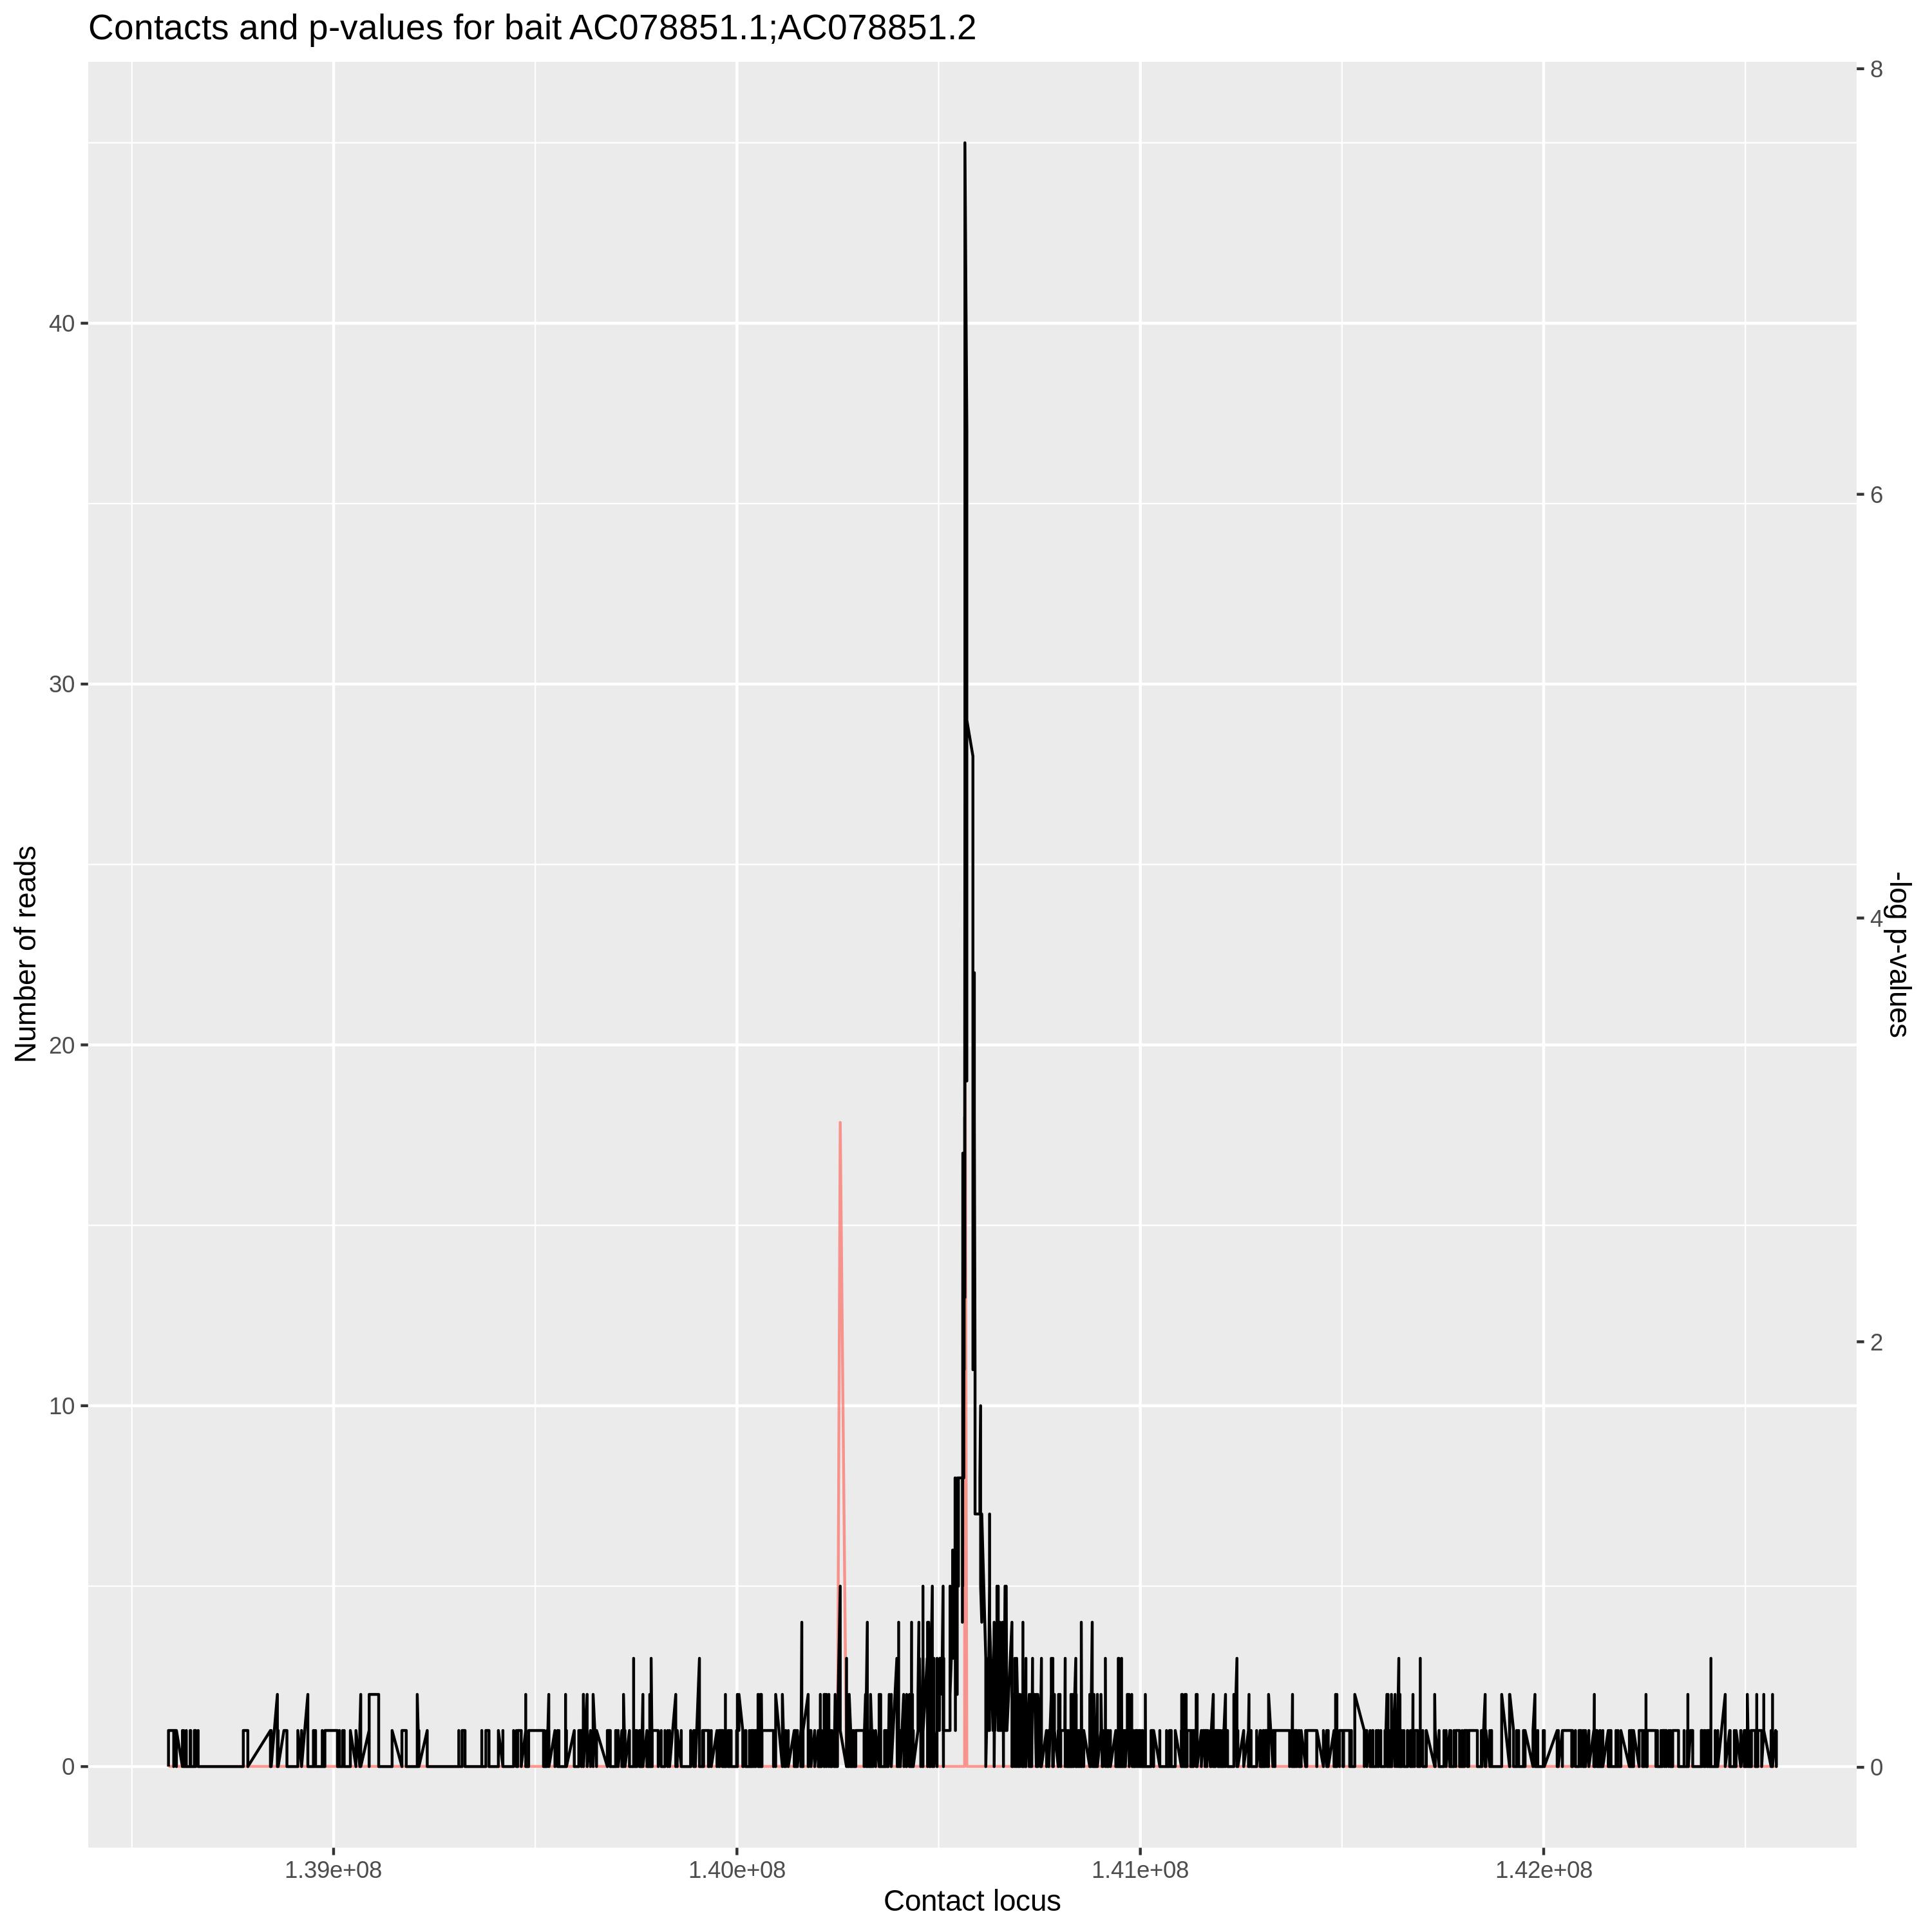 Contacts and p-values for bait AC078851.1;AC078851.2
8
40
6
30
Number of reads
4
-log p-values
20
2
10
0
0
1.39e+08
1.40e+08
1.41e+08
1.42e+08
Contact locus